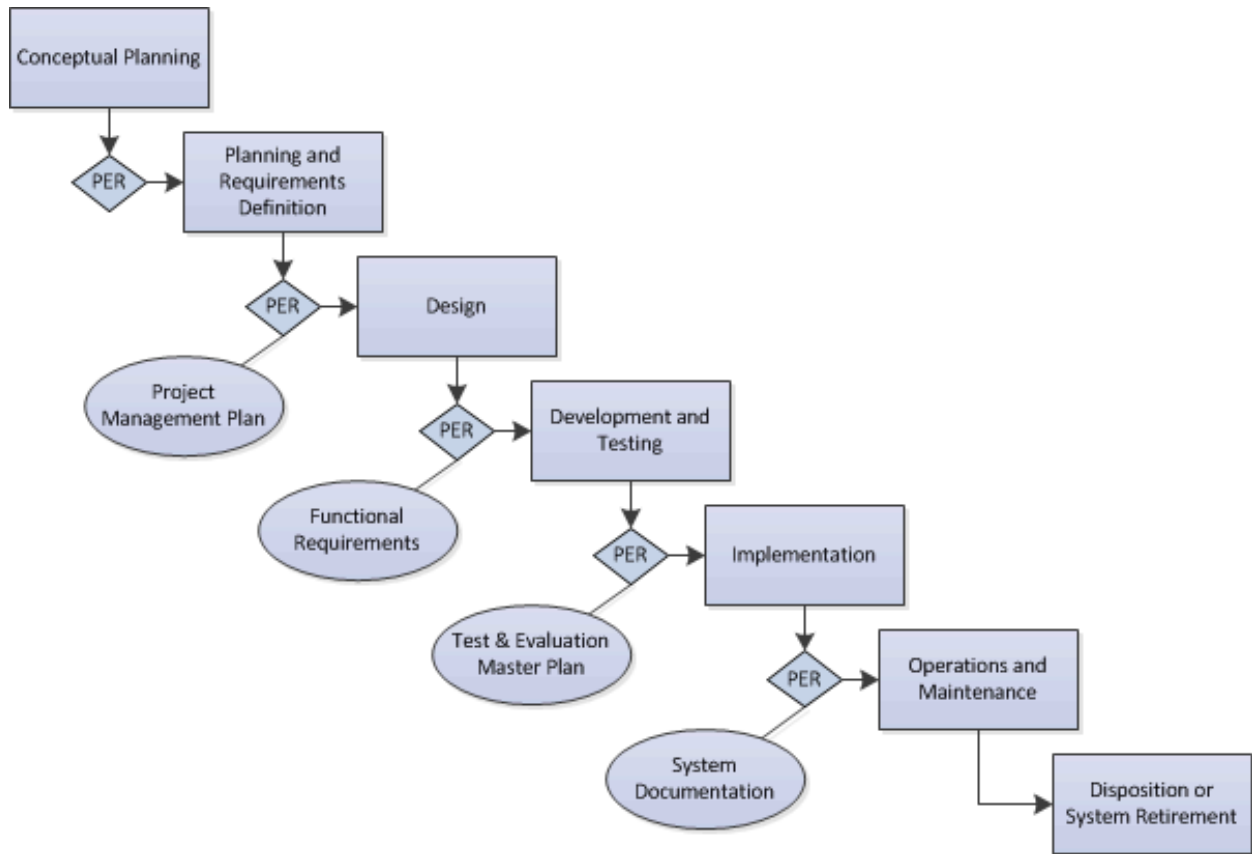 Conceptual Planning
PER
Planning and
Requirements
Definition
PER
Design
Project
Management Plan
PER
Development and
Testing
Functional
Requirements
PER
Implementation
Test & Evaluation
Master Plan
PER
Operations and
Maintenance
System
Documentation
Disposition or
System Retirement